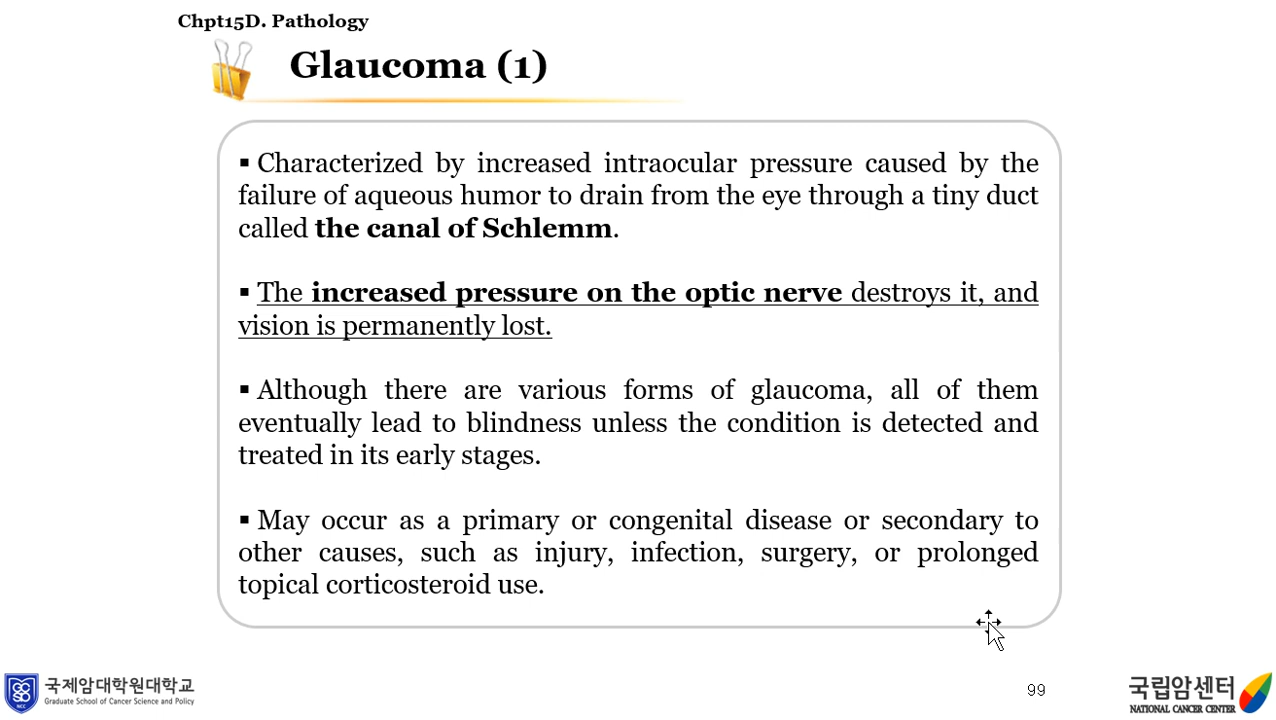 Chpt15D. Pathology
Glaucoma (1)
▪ Characterized by increased intraocular pressure caused by the
failure of aqueous humor to drain from the eye through a tiny duct
called the canal of Schlemm.
▪ The increased pressure on the optic nerve destroys it, and
vision is permanently lost.
▪ Although there are various forms of glaucoma, all of them
eventually lead to blindness unless the condition is detected and
treated in its early stages.
▪ May occur as a primary or congenital disease or secondary to
other causes, such as injury, infection, surgery, or prolonged
topical corticosteroid use.
NCC
국제암대학원대학교
Graduate School of Cancer Science and Policy
99
국립암센터
NATIONAL CANCER CENTER